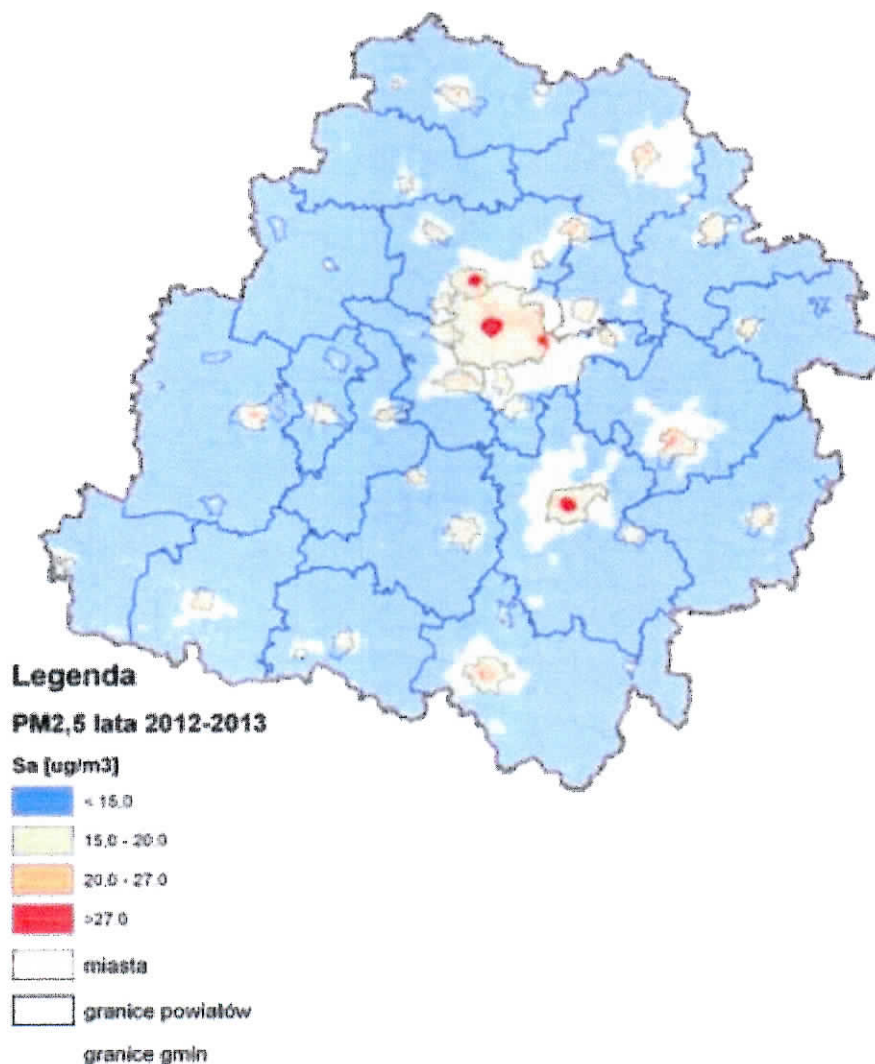 Legenda
PM2,5 lata 2012-2013
Sa [ug/m3]
< 15,0
15,0 - 20,0
20,0 - 27,0
>27,0
miasta
granice powiatów
granice gmin